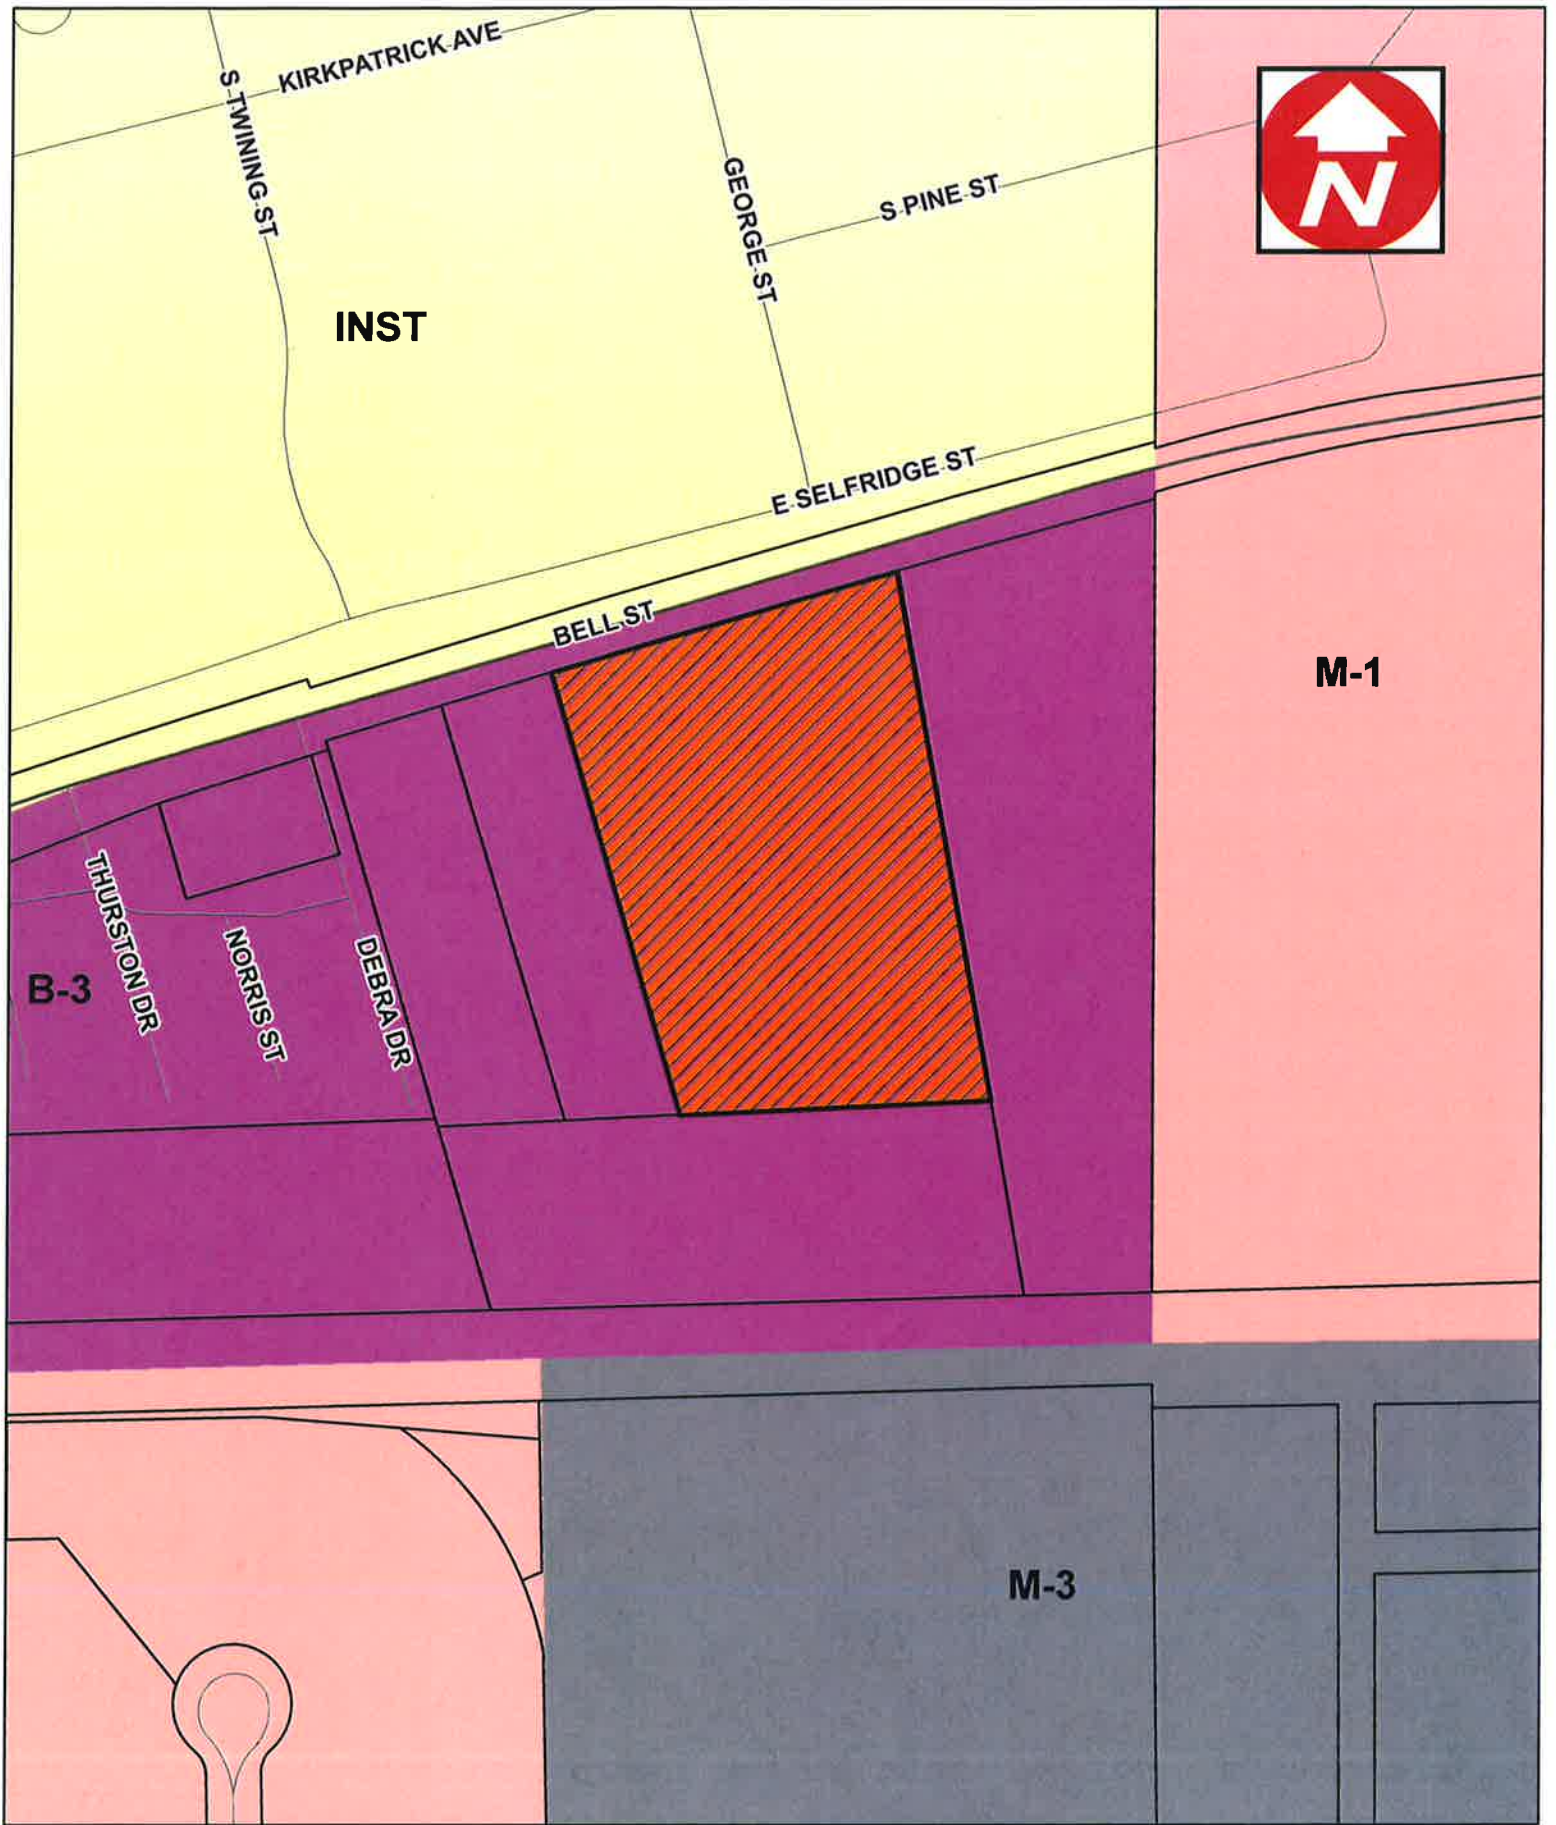 KIRKPATRICK AVE
S TWINING ST
GEORGE ST
S PINE ST
N
INST
E SELFRIDGE ST
BELL ST
M-1
THURSTON DR
NORRIS ST
DEBRA DR
B-3
M-3